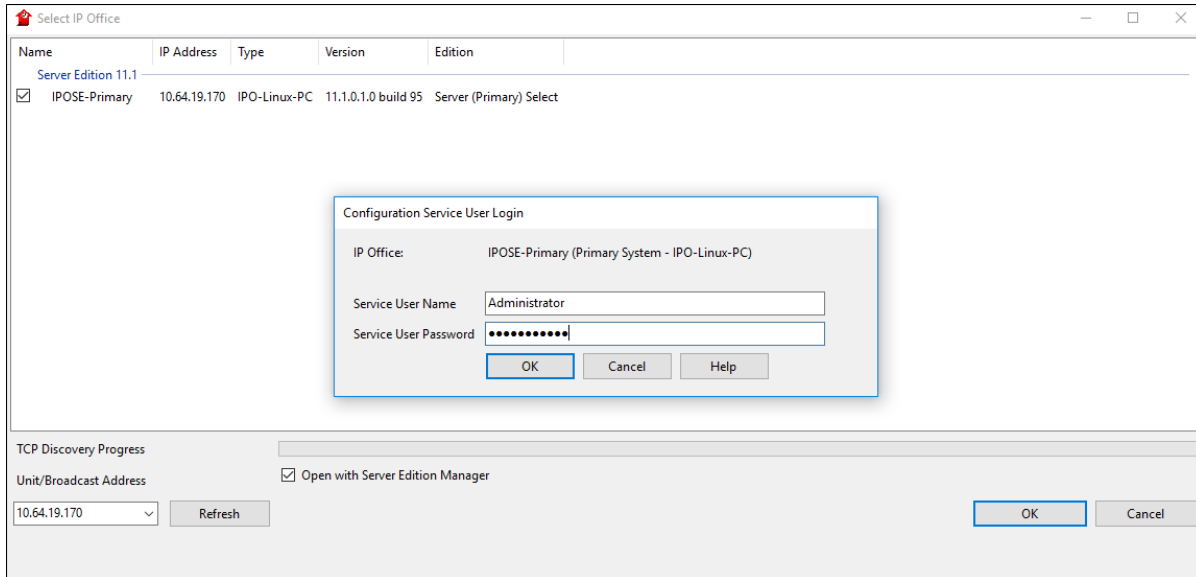 Select IP Office
Name IP Address Type Version Edition
Server Edition 11.1
IPOSE-Primary 10.64.19.170 IPO-Linux-PC 11.1.0.1.0 build 95 Server (Primary) Select
Configuration Service User Login
IP Office: IPOSE-Primary (Primary System - IPO-Linux-PC)
Service User Name Administrator
Service User Password ●●●●●●●●●●●
OK Cancel Help
TCP Discovery Progress
Unit/Broadcast Address Open with Server Edition Manager
10.64.19.170 Refresh OK Cancel